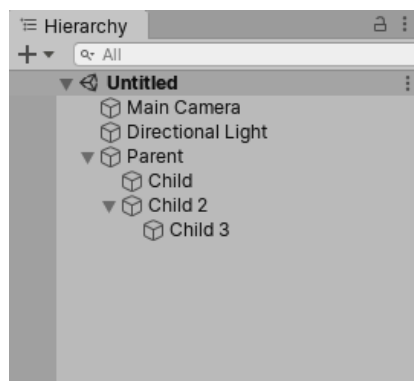 Hierarchy
All
Untitled
Main Camera
Directional Light
Parent
Child
Child 2
Child 3